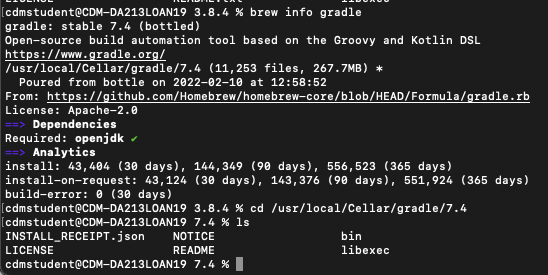 LICENSE README.txt libexec
cdmstudent@CDM-DA213LOAN19 3.8.4 % brew info gradle
gradle: stable 7.4 (bottled)
Open-source build automation tool based on the Groovy and Kotlin DSL
https://www.gradle.org/
/usr/local/Cellar/gradle/7.4 (11,253 files, 267.7MB) *
  Poured from bottle on 2022-02-10 at 12:58:52
From: https://github.com/Homebrew/homebrew-core/blob/HEAD/Formula/gradle.rb
License: Apache-2.0
==> Dependencies
Required: openjdk ✔
==> Analytics
install: 43,404 (30 days), 144,349 (90 days), 556,523 (365 days)
install-on-request: 43,124 (30 days), 143,376 (90 days), 551,924 (365 days)
build-error: 0 (30 days)
cdmstudent@CDM-DA213LOAN19 3.8.4 % cd /usr/local/Cellar/gradle/7.4
cdmstudent@CDM-DA213LOAN19 7.4 % ls
INSTALL_RECEIPT.json NOTICE bin
LICENSE README libexec
cdmstudent@CDM-DA213LOAN19 7.4 %